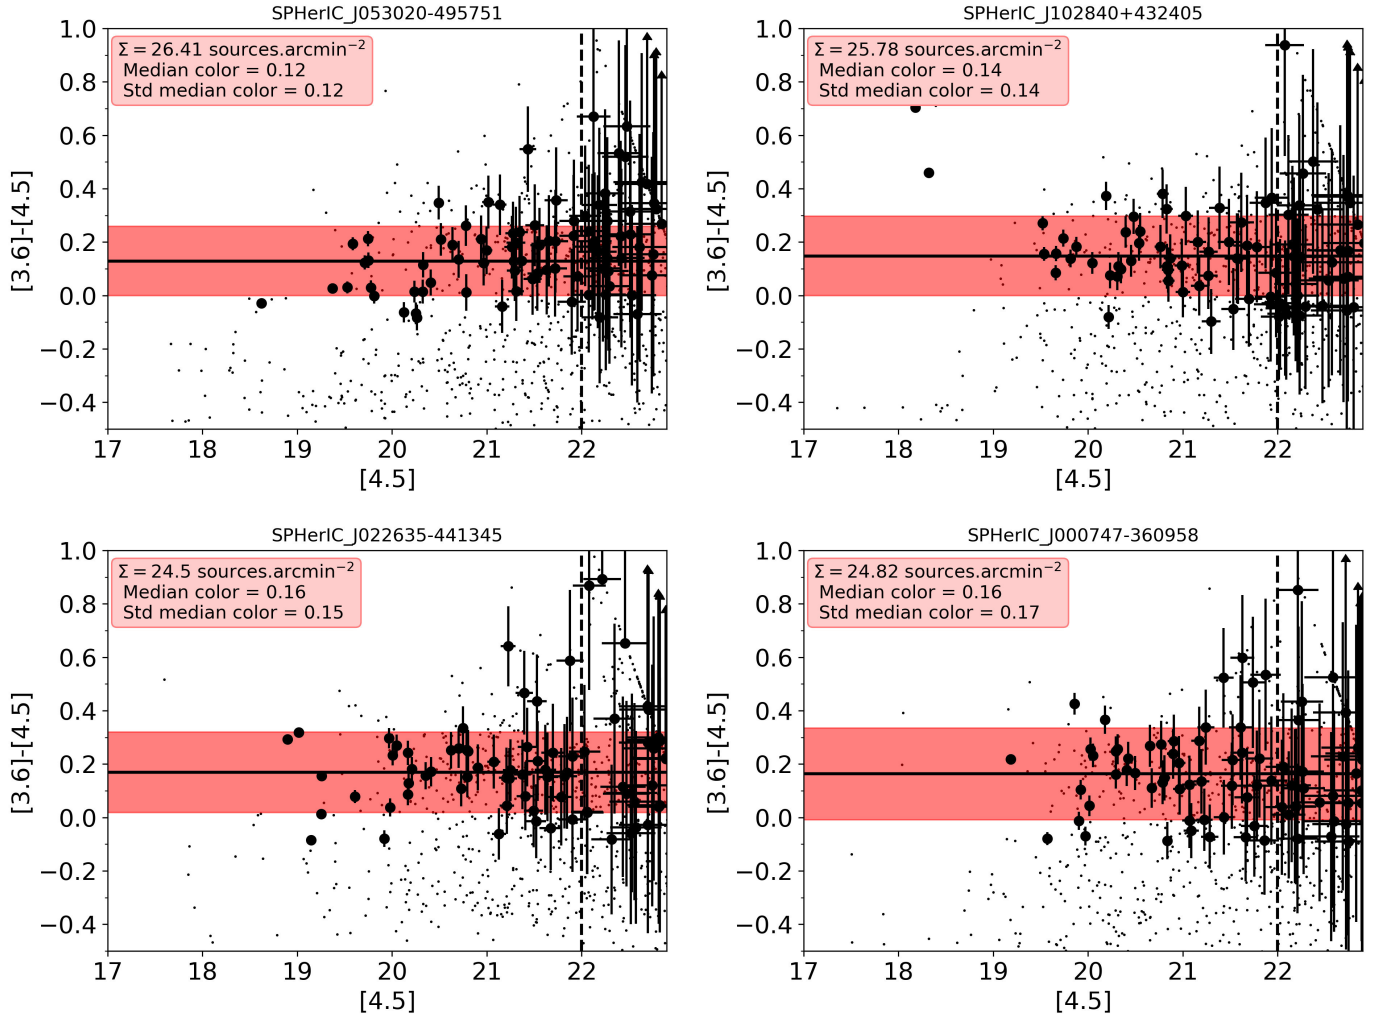 SPHerIC_J053020-495751
Σ = 26.41 sources.arcmin⁻²
Median color = 0.12
Std median color = 0.12
1.0
0.8
0.6
0.4
0.2
0.0
−0.2
−0.4
[3.6]-[4.5]
17 18 19 20 21 22
[4.5]
SPHerIC_J102840+432405
Σ = 25.78 sources.arcmin⁻²
Median color = 0.14
Std median color = 0.14
1.0
0.8
0.6
0.4
0.2
0.0
−0.2
−0.4
[3.6]-[4.5]
17 18 19 20 21 22
[4.5]
SPHerIC_J022635-441345
Σ = 24.5 sources.arcmin⁻²
Median color = 0.16
Std median color = 0.15
1.0
0.8
0.6
0.4
0.2
0.0
−0.2
−0.4
[3.6]-[4.5]
17 18 19 20 21 22
[4.5]
SPHerIC_J000747-360958
Σ = 24.82 sources.arcmin⁻²
Median color = 0.16
Std median color = 0.17
1.0
0.8
0.6
0.4
0.2
0.0
−0.2
−0.4
[3.6]-[4.5]
17 18 19 20 21 22
[4.5]